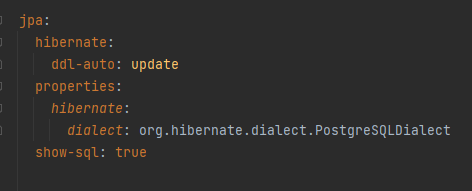 jpa:
  hibernate:
    ddl-auto: update
  properties:
    hibernate:
      dialect: org.hibernate.dialect.PostgreSQLDialect
  show-sql: true